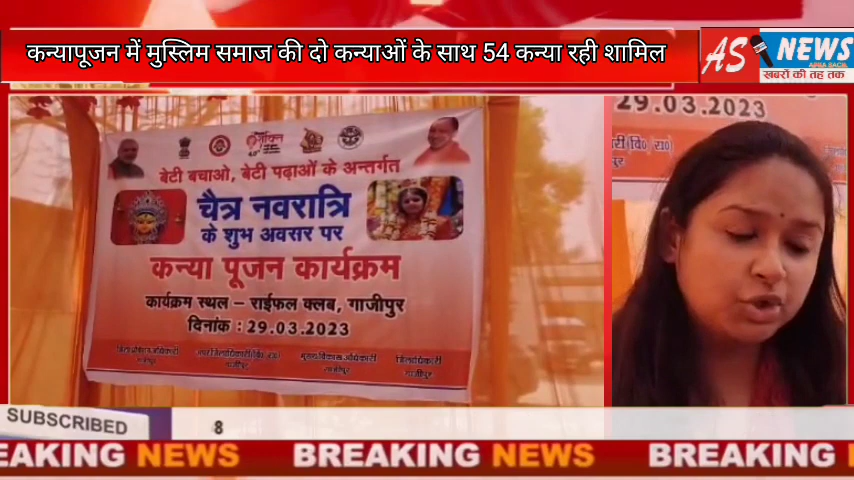 कन्यापूजन में मुस्लिम समाज की दो कन्याओं के साथ 54 कन्या रही शामिल
AS NEWS
खबरों की तह तक
बेटी बचाओ, बेटी पढ़ाओं के अन्तर्गत
चैत्र नवरात्रि
के शुभ अवसर पर
कन्या पूजन कार्यक्रम
कार्यक्रम स्थल – राईफल क्लब, गाजीपुर
दिनांक : 29.03.2023
मुख्य विकास अधिकारी
गाजीपुर
जिलाधिकारी
गाजीपुर
29.03.2023
SUBSCRIBED
8
EAKING NEWS BREAKING NEWS BREAKING